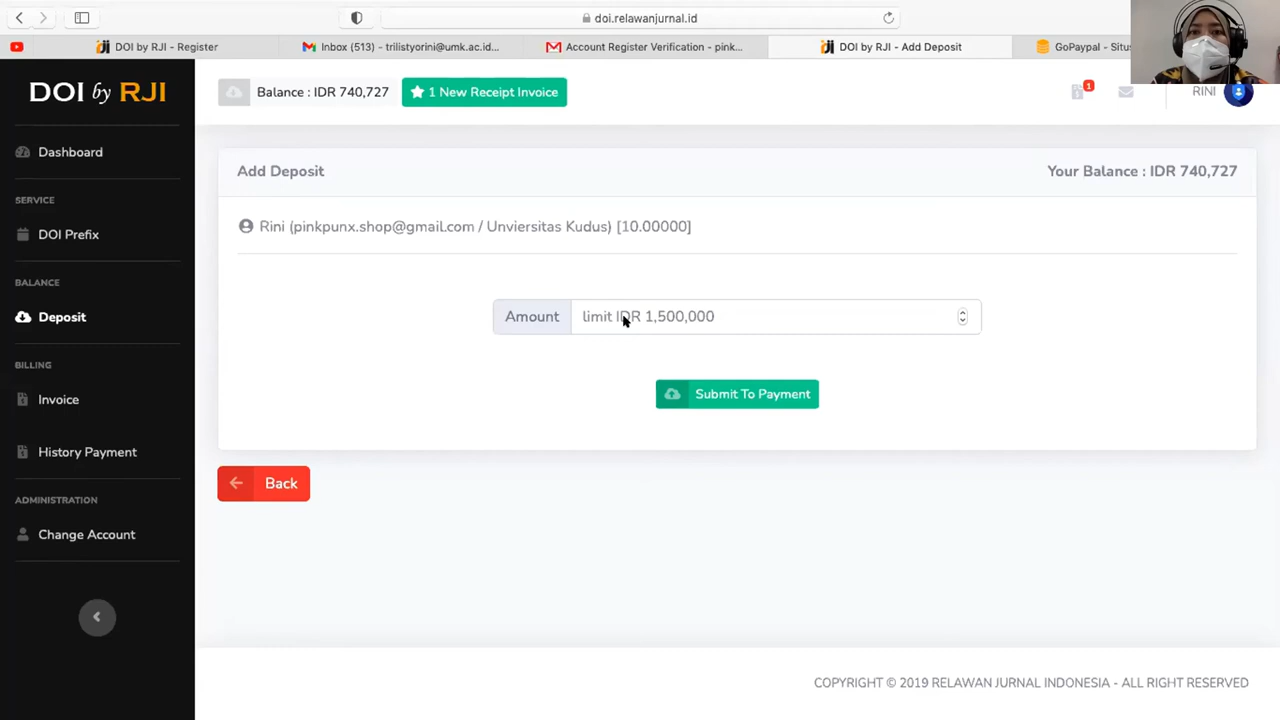 doi.relawanjurnal.id
DOI by RJI - Register
Inbox (513) - trilistyorini@umk.ac.id...
Account Register Verification - pink...
DOI by RJI - Add Deposit
GoPaypal - Situs
DOI by RJI
Balance : IDR 740,727
1 New Receipt Invoice
1
RINI
Dashboard
SERVICE
DOI Prefix
BALANCE
Deposit
BILLING
Invoice
History Payment
ADMINISTRATION
Change Account
Add Deposit
Your Balance : IDR 740,727
Rini (pinkpunx.shop@gmail.com / Unviersitas Kudus) [10.00000]
Amount
limit IDR 1,500,000
Submit To Payment
Back
COPYRIGHT © 2019 RELAWAN JURNAL INDONESIA - ALL RIGHT RESERVED